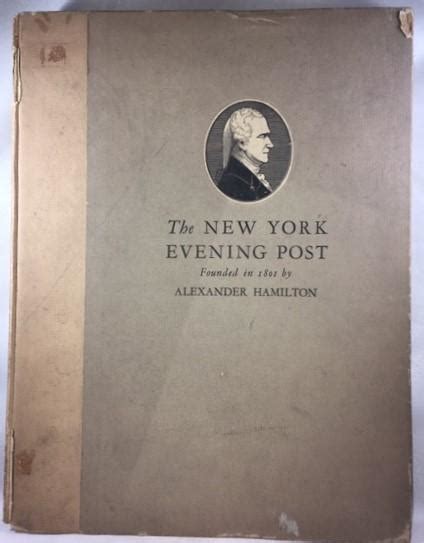 The NEW YORK
EVENING POST
Founded in 1801 by
ALEXANDER HAMILTON